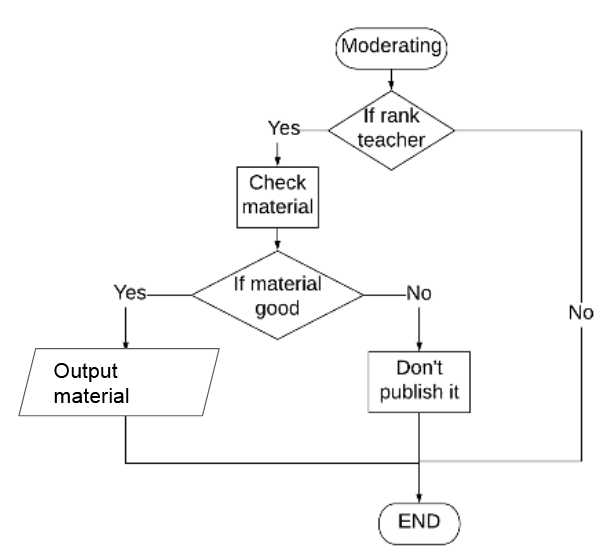 Moderating
If rank
teacher
Yes
Check
material
If material
good
Yes
No
No
Output
material
Don't
publish it
END